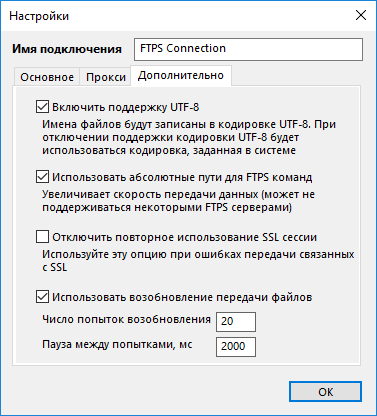 Настройки
Имя подключения FTPS Connection
Основное Прокси Дополнительно
Включить поддержку UTF-8
Имена файлов будут записаны в кодировке UTF-8. При
отключении поддержки кодировки UTF-8 будет
использоваться кодировка, заданная в системе
Использовать абсолютные пути для FTPS команд
Увеличивает скорость передачи данных (может не
поддерживаться некоторыми FTPS серверами)
Отключить повторное использование SSL сессии
Используйте эту опцию при ошибках передачи связанных
с SSL
Использовать возобновление передачи файлов
Число попыток возобновления 20
Пауза между попытками, мс 2000
ОК